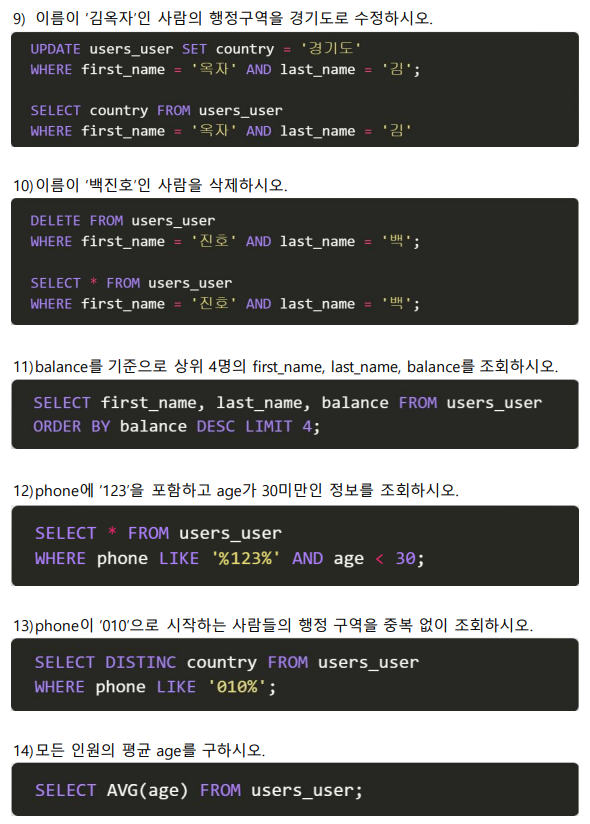 9) 이름이 '김옥자'인 사람의 행정구역을 경기도로 수정하시오.
UPDATE users_user SET country = '경기도'
WHERE first_name = '옥자' AND last_name = '김';
SELECT country FROM users_user
WHERE first_name = '옥자' AND last_name = '김'
10)이름이 '백진호'인 사람을 삭제하시오.
DELETE FROM users_user
WHERE first_name = '진호' AND last_name = '백';
SELECT * FROM users_user
WHERE first_name = '진호' AND last_name = '백';
11)balance를 기준으로 상위 4명의 first_name, last_name, balance를 조회하시오.
SELECT first_name, last_name, balance FROM users_user
ORDER BY balance DESC LIMIT 4;
12)phone에 '123'을 포함하고 age가 30미만인 정보를 조회하시오.
SELECT * FROM users_user
WHERE phone LIKE '%123%' AND age < 30;
13)phone이 '010'으로 시작하는 사람들의 행정 구역을 중복 없이 조회하시오.
SELECT DISTINC country FROM users_user
WHERE phone LIKE '010%';
14)모든 인원의 평균 age를 구하시오.
SELECT AVG(age) FROM users_user;